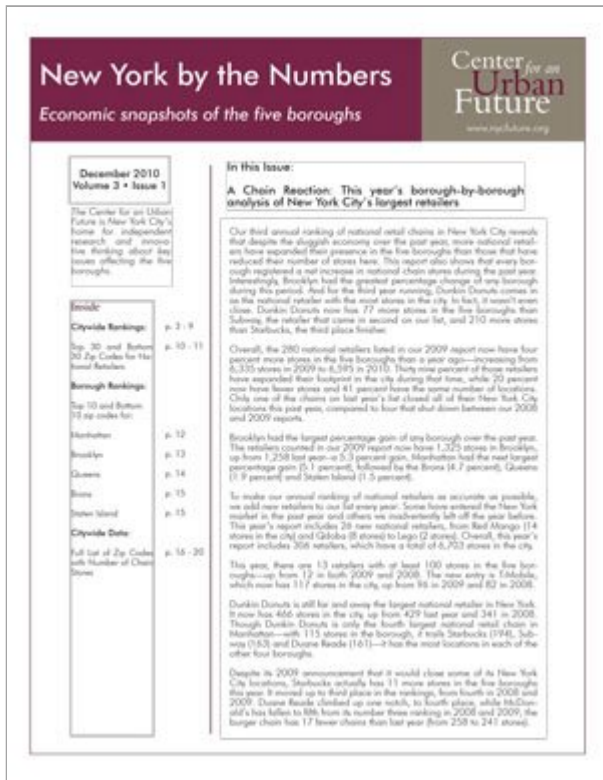 New York by the Numbers
Economic snapshots of the five boroughs
Center for an
Urban
Future
www.nycfuture.org
December 2010
Volume 3 • Issue 1
The Center for an Urban
Future is New York City's
home for independent
research and innova-
tive thinking about key
issues affecting the five
boroughs.
Inside
Citywide Rankings: p. 2 - 9
Top 30 and Bottom p. 10 - 11
30 Zip Codes for Na-
tional Retailers
Borough Rankings:
Top 10 and Bottom
10 zip codes for:
Manhattan p. 12
Brooklyn p. 13
Queens p. 14
Bronx p. 15
Staten Island p. 15
Citywide Data:
Full List of Zip Codes p. 16 - 20
with Number of Chain
Stores
In this Issue:
A Chain Reaction: This year's borough-by-borough
analysis of New York City's largest retailers
Our third annual ranking of national retail chains in New York City reveals
that despite the sluggish economy over the past year, more national retail-
ers have expanded their presence in the five boroughs than those that have
reduced their number of stores here. This report also shows that every bor-
ough registered a net increase in national chain stores during the past year.
Interestingly, Brooklyn had the greatest percentage change of any borough
during this period. And for the third year running, Dunkin Donuts comes in
as the national retailer with the most stores in the city. In fact, it wasn't even
close. Dunkin Donuts now has 77 more stores in the five boroughs than
Subway, the retailer that came in second on our list, and 210 more stores
than Starbucks, the third place finisher.
Overall, the 280 national retailers listed in our 2009 report now have four
percent more stores in the five boroughs than a year ago—increasing from
6,335 stores in 2009 to 6,595 in 2010. Thirty nine percent of those retailers
have expanded their footprint in the city during that time, while 20 percent
now have fewer stores and 41 percent have the same number of locations.
Only one of the chains on last year's list closed all of their New York City
locations this past year, compared to four that shut down between our 2008
and 2009 reports.
Brooklyn had the largest percentage gain of any borough over the past year.
The retailers counted in our 2009 report now have 1,325 stores in Brooklyn,
up from 1,258 last year–a 5.3 percent gain. Manhattan had the next largest
percentage gain (5.1 percent), followed by the Bronx (4.7 percent), Queens
(1.9 percent) and Staten Island (1.5 percent).
To make our annual ranking of national retailers as accurate as possible,
we add new retailers to our list every year. Some have entered the New York
market in the past year and others we inadvertently left off the year before.
This year's report includes 26 new national retailers, from Red Mango (14
stores in the city) and Qdoba (8 stores) to Lego (2 stores). Overall, this year's
report includes 306 retailers, which have a total of 6,703 stores in the city.
This year, there are 13 retailers with at least 100 stores in the five bor-
oughs—up from 12 in both 2009 and 2008. The new entry is T-Mobile,
which now has 117 stores in the city, up from 96 in 2009 and 82 in 2008.
Dunkin Donuts is still far and away the largest national retailer in New York.
It now has 466 stores in the city, up from 429 last year and 341 in 2008.
Though Dunkin Donuts is only the fourth largest national retail chain in
Manhattan—with 115 stores in the borough, it trails Starbucks (194), Sub-
way (163) and Duane Reade (161)—it has the most locations in each of the
other four boroughs.
Despite its 2009 announcement that it would close some of its New York
City locations, Starbucks actually has 11 more stores in the five boroughs
this year. It moved up to third place in the rankings, from fourth in 2008 and
2009. Duane Reade climbed up one notch, to fourth place, while McDon-
ald's has fallen to fifth from its number three ranking in 2008 and 2009, the
burger chain has 17 fewer chains than last year (from 258 to 241 stores).